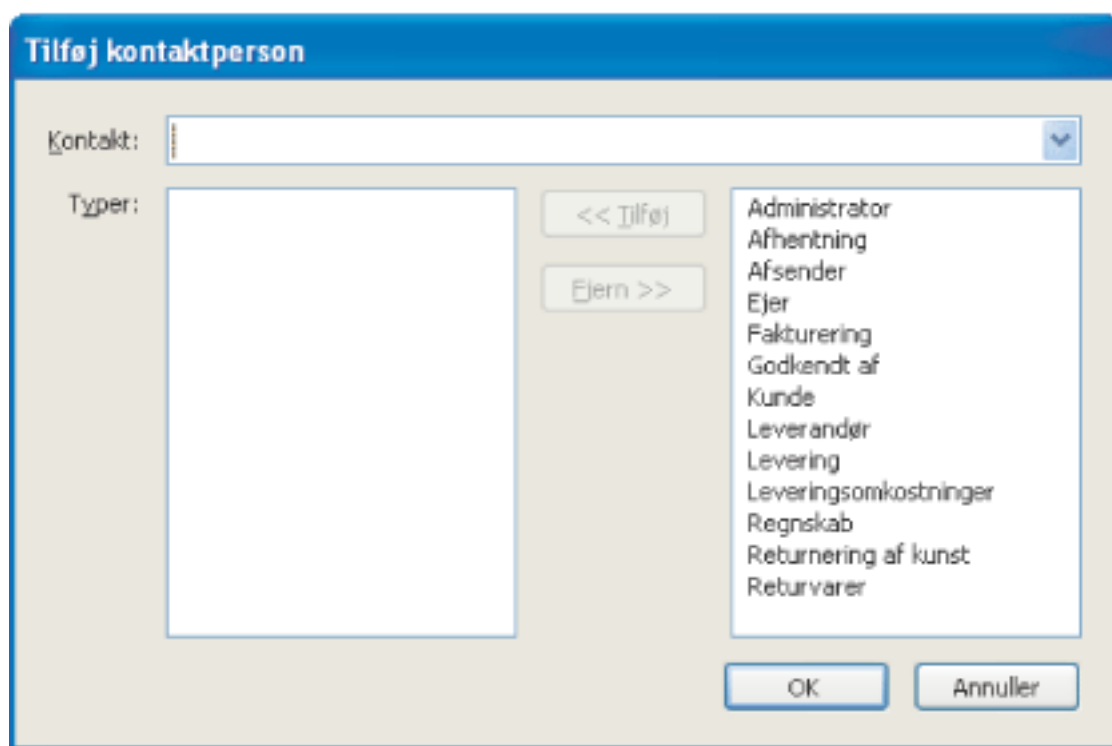 Tilføj kontaktperson
Kontakt:
Typer:
<< Tilføj
Fjern >>
Administrator
Afhentning
Afsender
Ejer
Fakturering
Godkendt af
Kunde
Leverandør
Levering
Leveringsomkostninger
Regnskab
Returnering af kunst
Returvarer
OK
Annuller